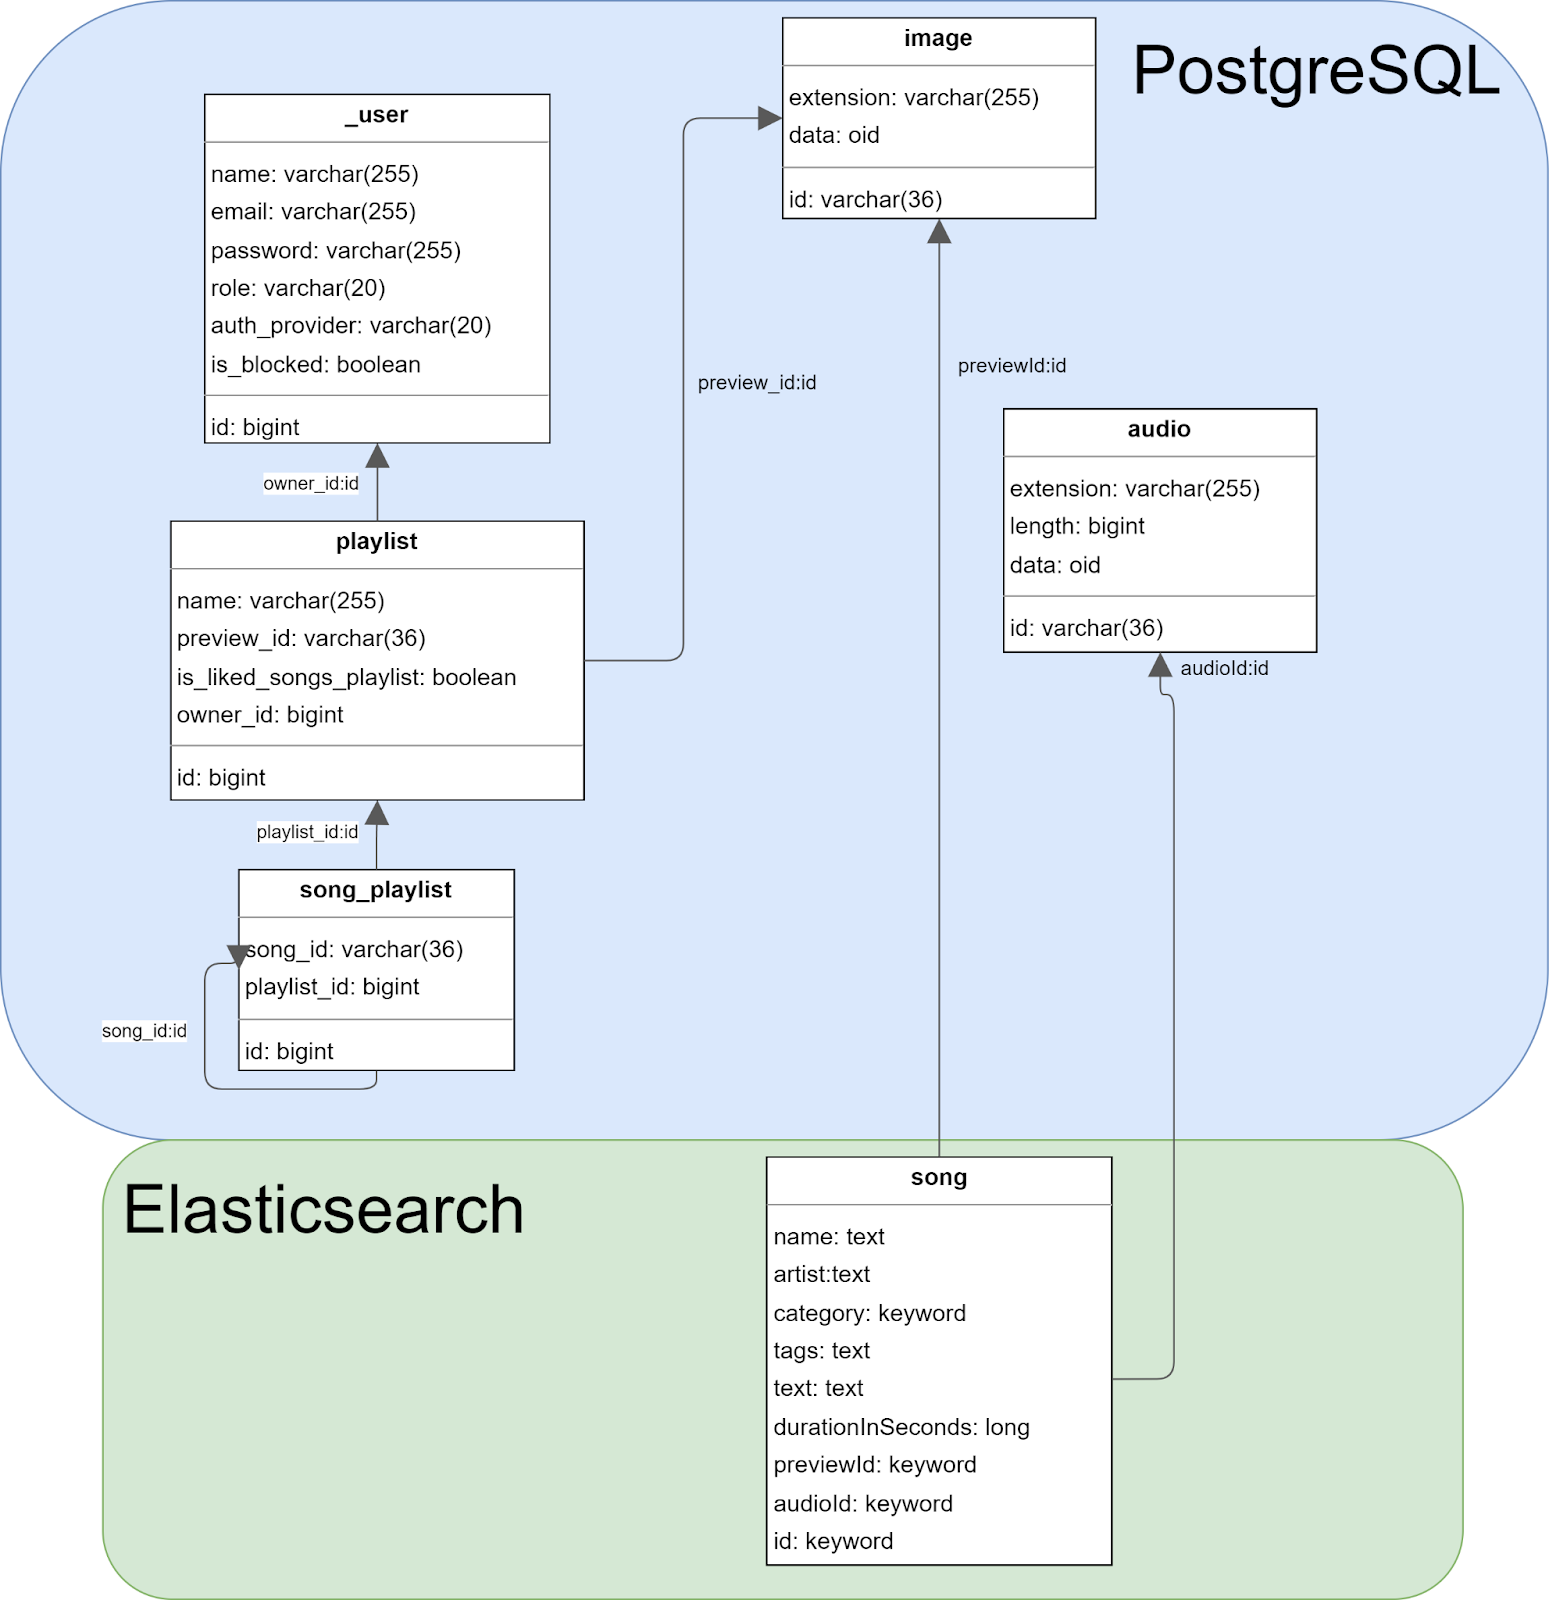 PostgreSQL
image
extension: varchar(255)
data: oid
id: varchar(36)
_user
name: varchar(255)
email: varchar(255)
password: varchar(255)
role: varchar(20)
auth_provider: varchar(20)
is_blocked: boolean
id: bigint
preview_id:id
previewId:id
owner_id:id
audio
extension: varchar(255)
length: bigint
data: oid
id: varchar(36)
audioId:id
playlist
name: varchar(255)
preview_id: varchar(36)
is_liked_songs_playlist: boolean
owner_id: bigint
id: bigint
playlist_id:id
song_playlist
song_id: varchar(36)
playlist_id: bigint
id: bigint
song_id:id
Elasticsearch
song
name: text
artist:text
category: keyword
tags: text
text: text
durationInSeconds: long
previewId: keyword
audioId: keyword
id: keyword